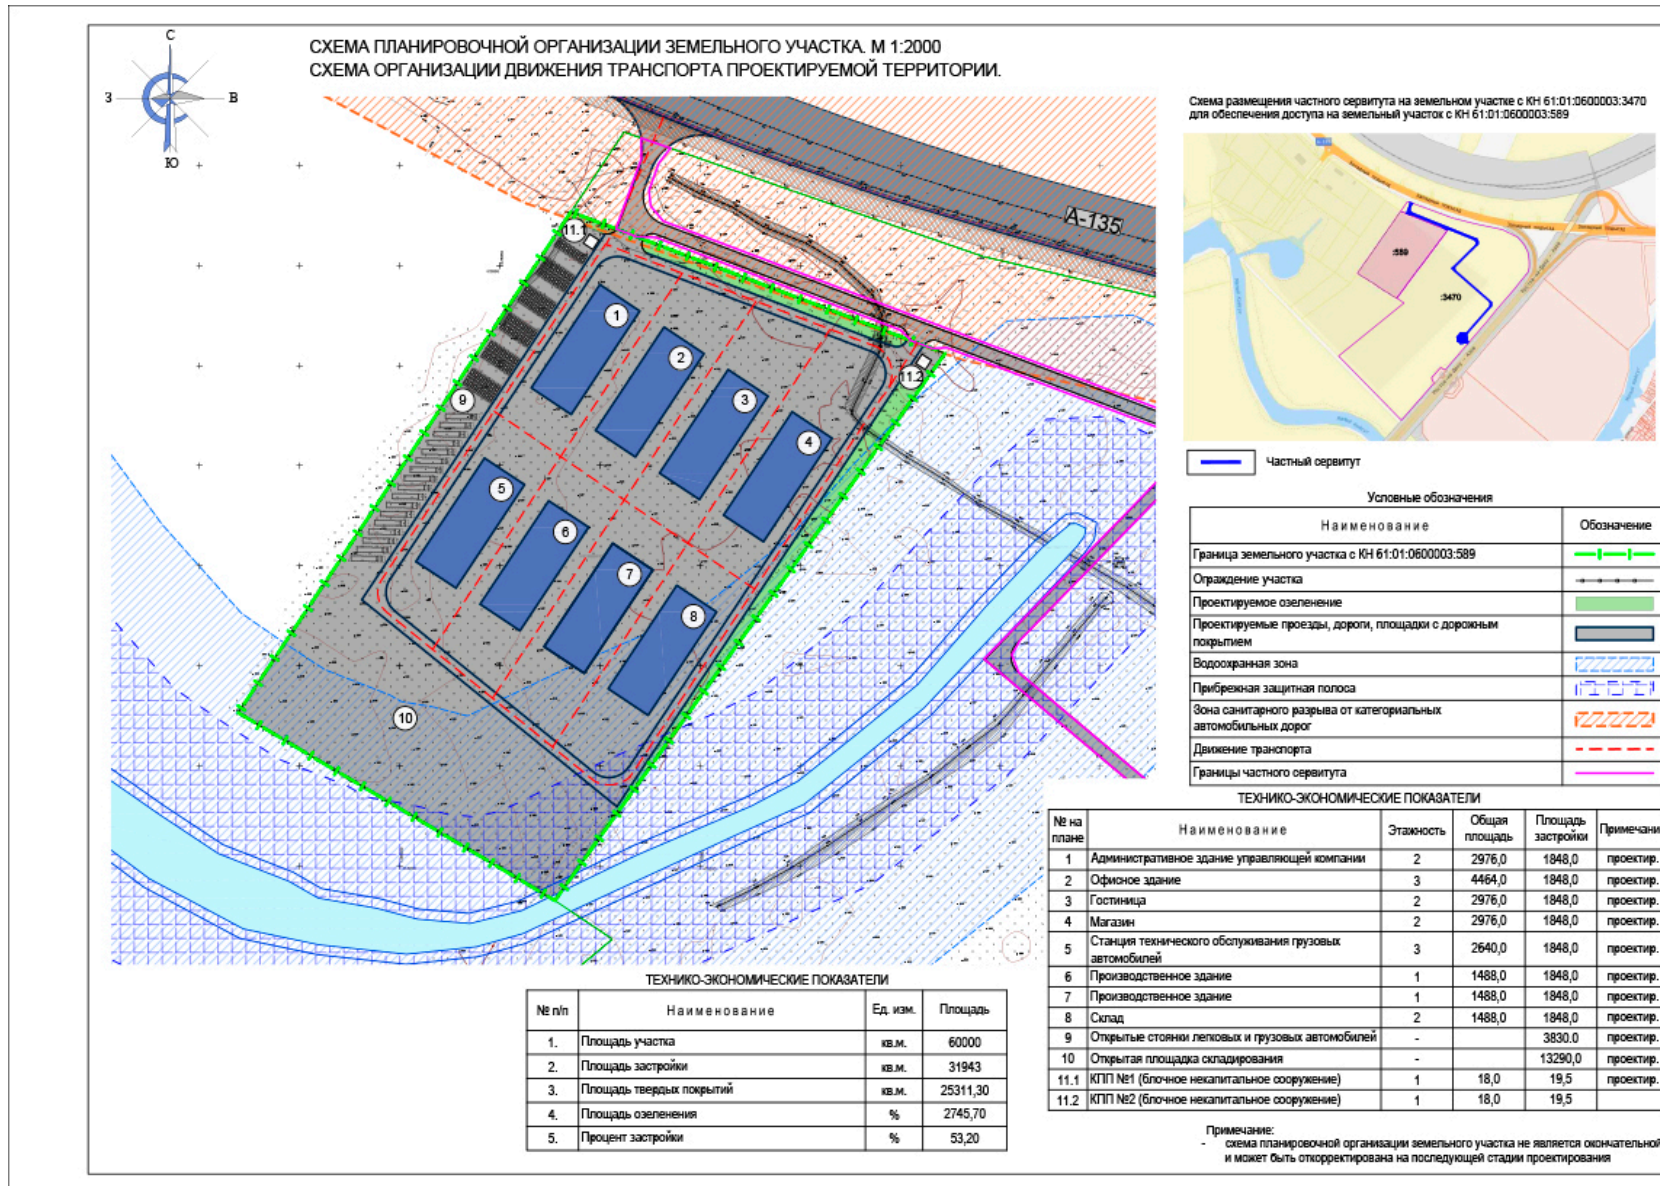 СХЕМА ПЛАНИРОВОЧНОЙ ОРГАНИЗАЦИИ ЗЕМЕЛЬНОГО УЧАСТКА. М 1:2000
СХЕМА ОРГАНИЗАЦИИ ДВИЖЕНИЯ ТРАНСПОРТА ПРОЕКТИРУЕМОЙ ТЕРРИТОРИИ.
С
З
В
Ю
А-135
11.1
11.2
1
2
3
4
5
6
7
8
9
10
Схема размещения частного сервитута на земельном участке с КН 61:01:0600003:3470
для обеспечения доступа на земельный участок с КН 61:01:0600003:589
:589
:3470
Частный сервитут
Условные обозначения
Наименование Обозначение
Граница земельного участка с КН 61:01:0600003:589
Ограждение участка
Проектируемое озеленение
Проектируемые проезды, дороги, площадки с дорожным
покрытием
Водоохранная зона
Прибрежная защитная полоса
Зона санитарного разрыва от категориальных
автомобильных дорог
Движение транспорта
Границы частного сервитута
ТЕХНИКО-ЭКОНОМИЧЕСКИЕ ПОКАЗАТЕЛИ
№ на плане Наименование Этажность Общая площадь Площадь застройки Примечани
1 Административное здание управляющей компании 2 2976,0 1848,0 проектир.
2 Офисное здание 3 4464,0 1848,0 проектир.
3 Гостиница 2 2976,0 1848,0 проектир.
4 Магазин 2 2976,0 1848,0 проектир.
5 Станция технического обслуживания грузовых автомобилей 3 2640,0 1848,0 проектир.
6 Производственное здание 1 1488,0 1848,0 проектир.
7 Производственное здание 1 1488,0 1848,0 проектир.
8 Склад 2 1488,0 1848,0 проектир.
9 Открытые стоянки легковых и грузовых автомобилей - 3830.0 проектир.
10 Открытая площадка складирования - 13290,0 проектир.
11.1 КПП №1 (блочное некапитальное сооружение) 1 18,0 19,5 проектир.
11.2 КПП №2 (блочное некапитальное сооружение) 1 18,0 19,5
ТЕХНИКО-ЭКОНОМИЧЕСКИЕ ПОКАЗАТЕЛИ
№ п/п Наименование Ед. изм. Площадь
1. Площадь участка кв.м. 60000
2. Площадь застройки кв.м. 31943
3. Площадь твердых покрытий кв.м. 25311,30
4. Площадь озеленения % 2745,70
5. Процент застройки % 53,20
Примечание:
- схема планировочной организации земельного участка не является окончательной
и может быть откорректирована на последующей стадии проектирования